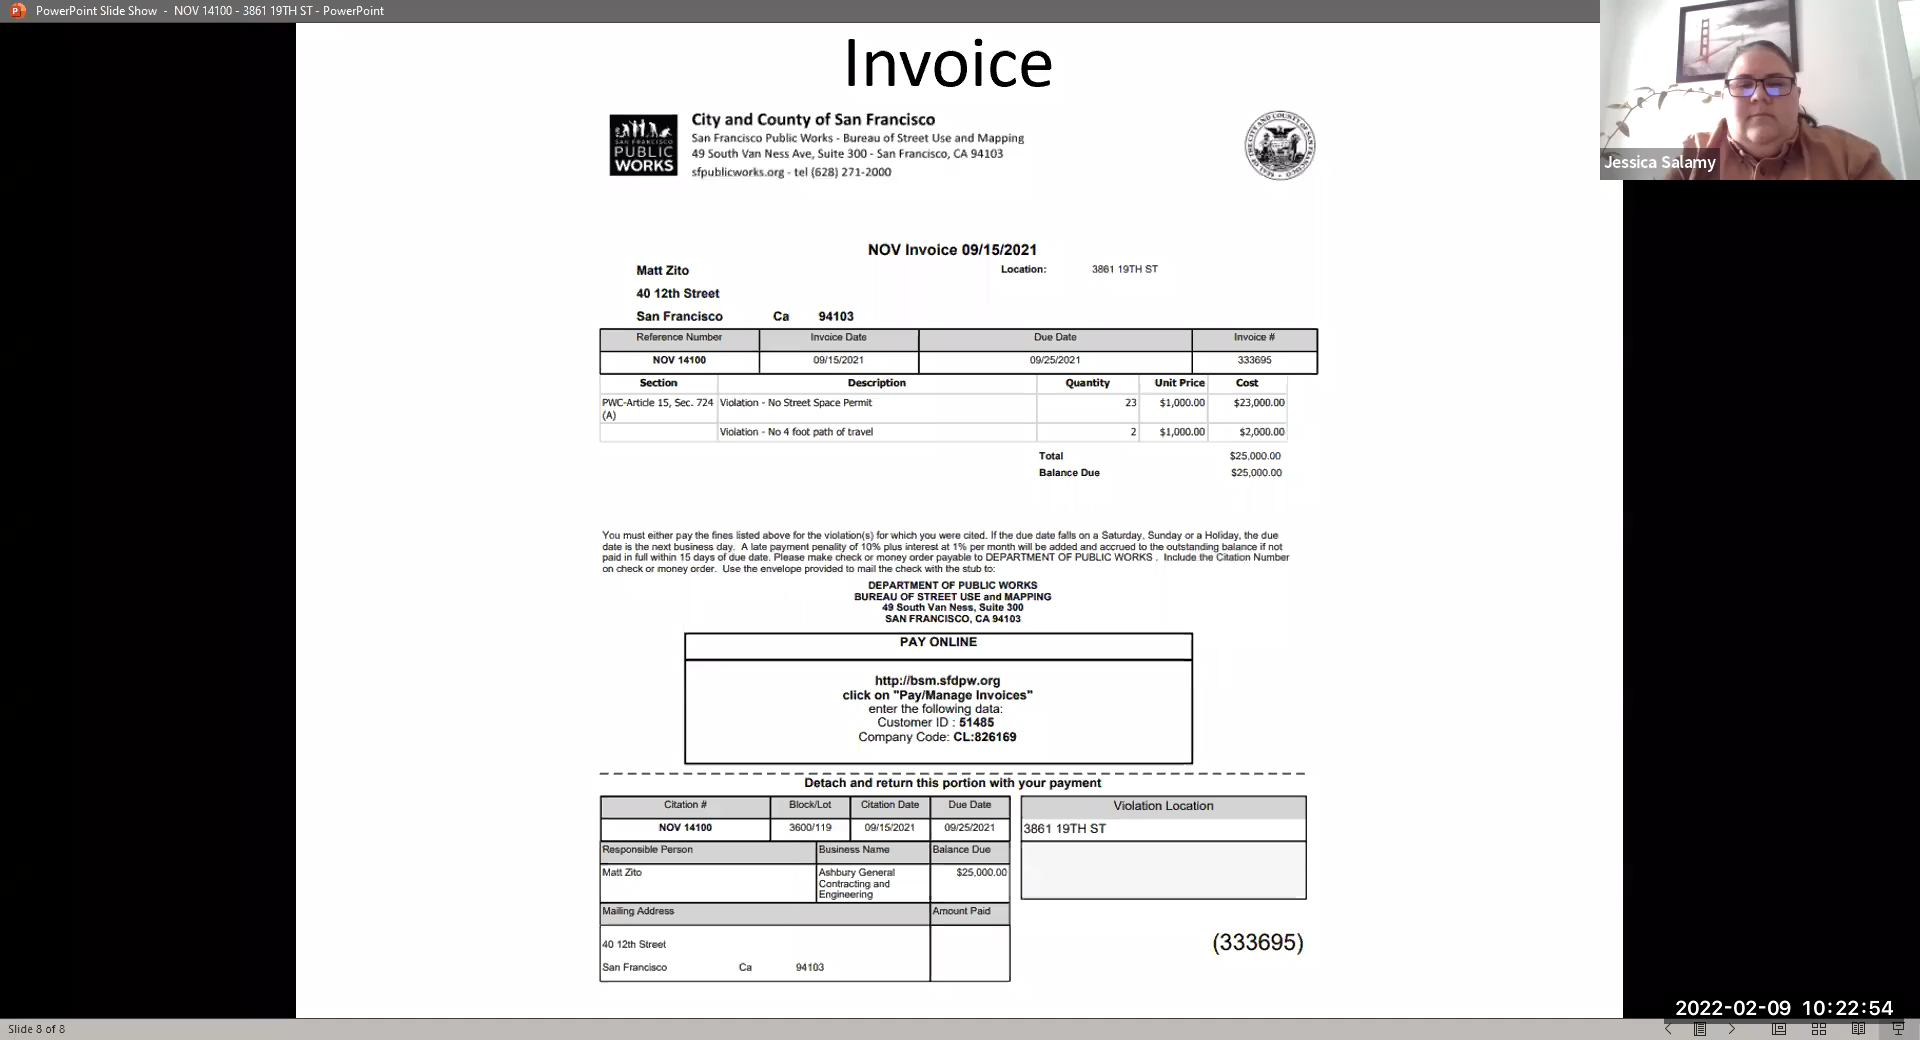 PowerPoint Slide Show - NOV 14100 - 3861 19TH ST - PowerPoint
Invoice
SAN FRANCISCO
PUBLIC
WORKS
City and County of San Francisco
San Francisco Public Works - Bureau of Street Use and Mapping
49 South Van Ness Ave, Suite 300 - San Francisco, CA 94103
sfpublicworks.org - tel (628) 271-2000
Jessica Salamy
NOV Invoice 09/15/2021
Matt Zito
Location: 3861 19TH ST
40 12th Street
San Francisco Ca 94103
Reference Number Invoice Date Due Date Invoice #
NOV 14100 09/15/2021 09/25/2021 333695
Section Description Quantity Unit Price Cost
PWC-Article 15, Sec. 724 Violation - No Street Space Permit 23 $1,000.00 $23,000.00
(A)
Violation - No 4 foot path of travel 2 $1,000.00 $2,000.00
Total $25,000.00
Balance Due $25,000.00
You must either pay the fines listed above for the violation(s) for which you were cited. If the due date falls on a Saturday, Sunday or a Holiday, the due
date is the next business day. A late payment penality of 10% plus interest at 1% per month will be added and accrued to the outstanding balance if not
paid in full within 15 days of due date. Please make check or money order payable to DEPARTMENT OF PUBLIC WORKS . Include the Citation Number
on check or money order. Use the envelope provided to mail the check with the stub to:
DEPARTMENT OF PUBLIC WORKS
BUREAU OF STREET USE and MAPPING
49 South Van Ness, Suite 300
SAN FRANCISCO, CA 94103
PAY ONLINE
http://bsm.sfdpw.org
click on "Pay/Manage Invoices"
enter the following data:
Customer ID : 51485
Company Code: CL:826169
Detach and return this portion with your payment
Citation # Block/Lot Citation Date Due Date
NOV 14100 3600/119 09/15/2021 09/25/2021
Responsible Person Business Name Balance Due
Matt Zito Ashbury General $25,000.00
Contracting and
Engineering
Mailing Address Amount Paid
40 12th Street
San Francisco Ca 94103
Violation Location
3861 19TH ST
(333695)
2022-02-09 10:22:54
Slide 8 of 8